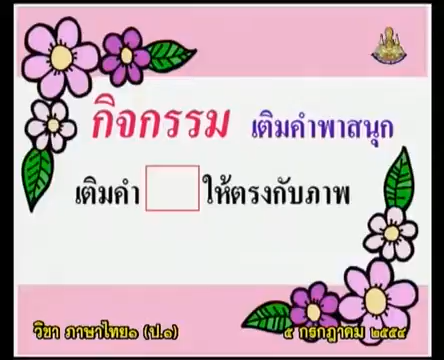 กิจกรรม เติมคำพาสนุก
เติมคำ ให้ตรงกับภาพ
วิชา ภาษาไทย๑ (ป.๑) ๕ กรกฎาคม ๒๕๕๔